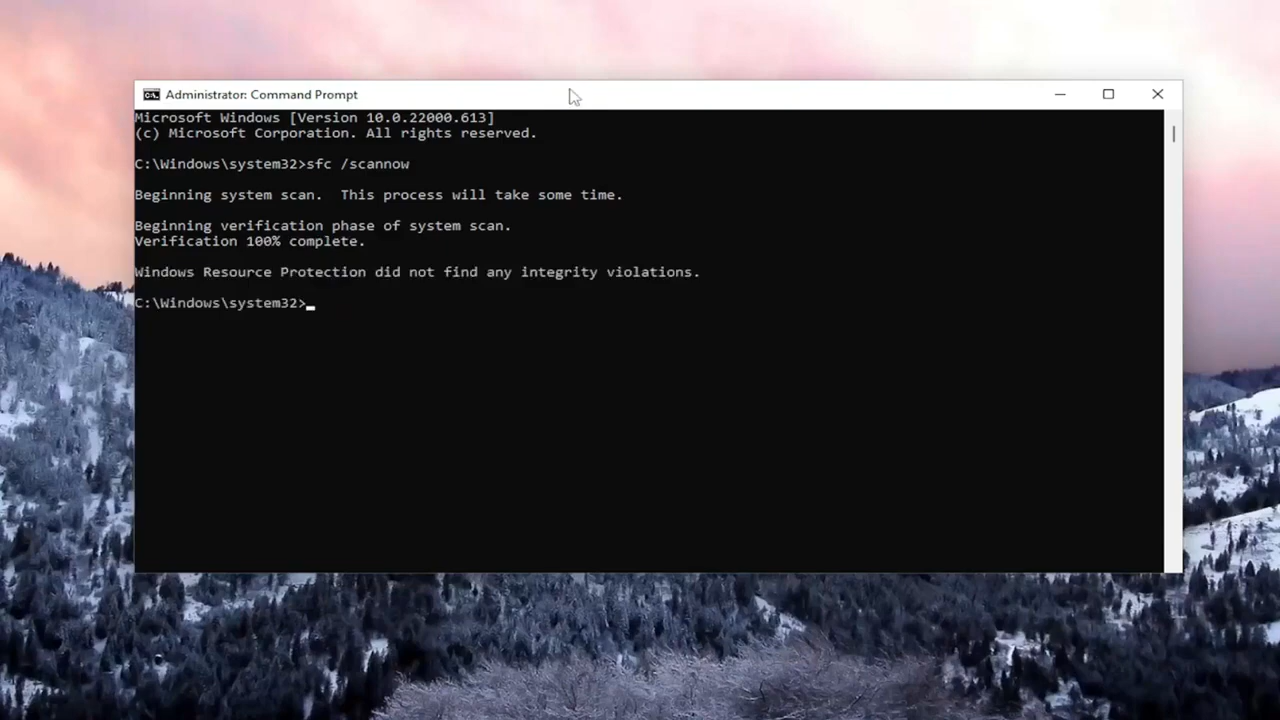 Administrator: Command Prompt
Microsoft Windows [Version 10.0.22000.613]
(c) Microsoft Corporation. All rights reserved.
C:\Windows\system32>sfc /scannow
Beginning system scan.  This process will take some time.
Beginning verification phase of system scan.
Verification 100% complete.
Windows Resource Protection did not find any integrity violations.
C:\Windows\system32>